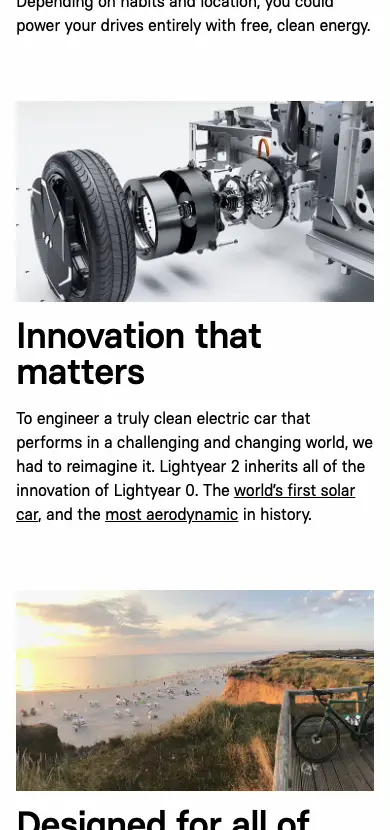 Depending on habits and location, you could
power your drives entirely with free, clean energy.
Innovation that
matters
To engineer a truly clean electric car that
performs in a challenging and changing world, we
had to reimagine it. Lightyear 2 inherits all of the
innovation of Lightyear 0. The world's first solar
car, and the most aerodynamic in history.
Designed for all of